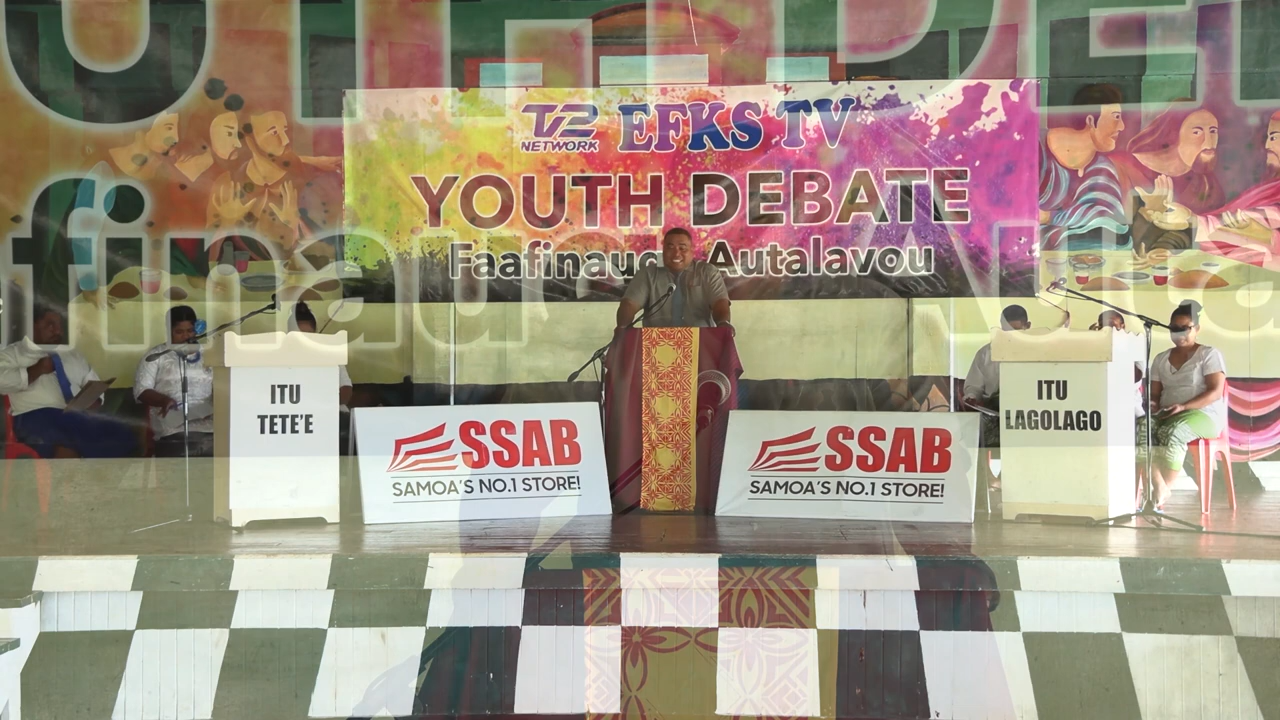 TV2
NETWORK
EFKS TV
YOUTH DEBATE
Autalavou
ITU
TETE'E
ITU
LAGOLAGO
SSAB
SAMOA'S NO.1 STORE!
SSAB
SAMOA'S NO.1 STORE!